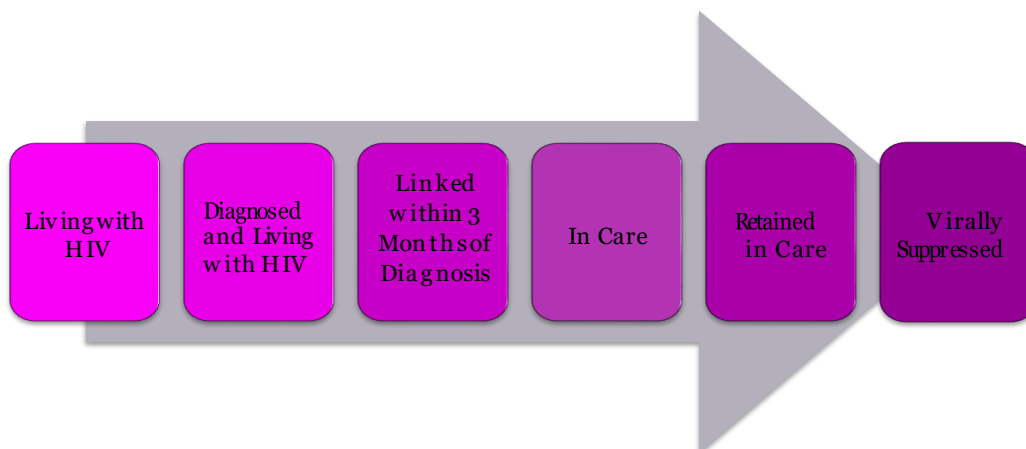 Living with
HIV
Diagnosed
and Living
with HIV
Linked
within 3
Months of
Diagnosis
In Care
Retained
in Care
Virally
Suppressed